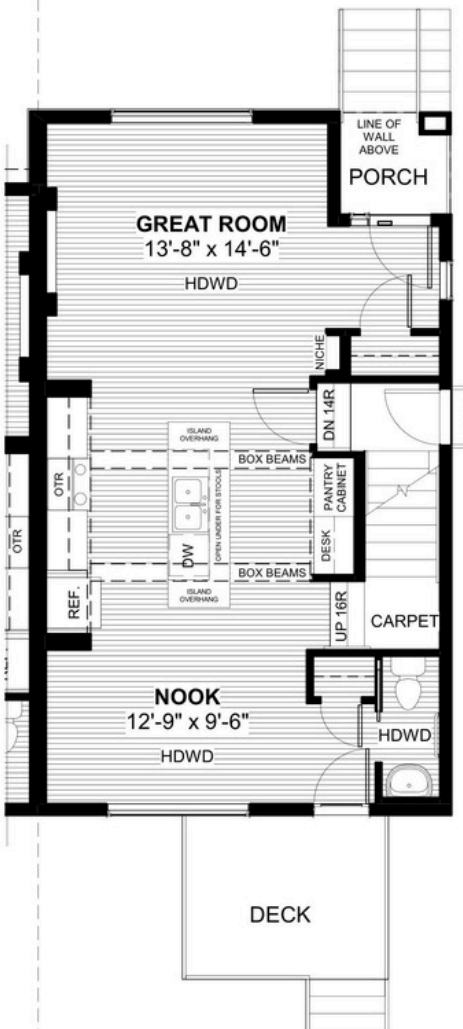 LINE OF
WALL
ABOVE
PORCH
GREAT ROOM
13'-8" x 14'-6"
HDWD
NICHE
DN 14R
ISLAND
OVERHANG
BOX BEAMS
OTR
OPEN UNDER FOR STOOLS
PANTRY
CABINET
DESK
DW
OTR
BOX BEAMS
REF.
ISLAND
OVERHANG
UP 16R
CARPET
NOOK
12'-9" x 9'-6"
HDWD
HDWD
DECK